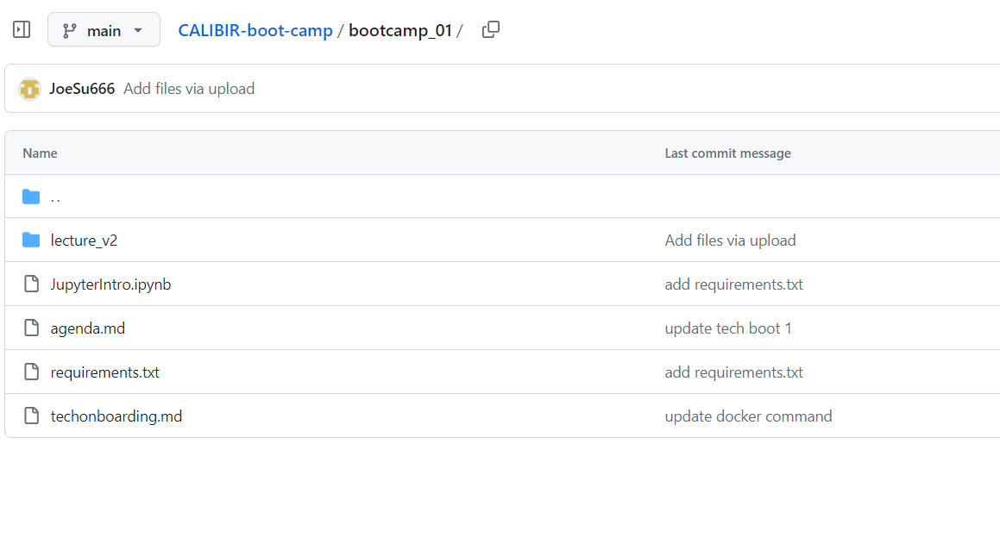 main
CALIBIR-boot-camp / bootcamp_01 /
JoeSu666 Add files via upload
Name Last commit message
..
lecture_v2 Add files via upload
JupyterIntro.ipynb add requirements.txt
agenda.md update tech boot 1
requirements.txt add requirements.txt
techonboarding.md update docker command